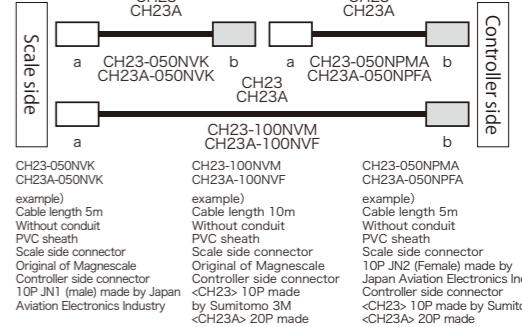 CH23A
CH23A
Scale side
Controller side
a
CH23-050NVK
CH23A-050NVK
b
a
CH23-050NPMA
CH23A-050NPFA
b
CH23
CH23A
a
CH23-100NVM
CH23A-100NVF
b
CH23-050NVK
CH23A-050NVK
example)
Cable length 5m
Without conduit
PVC sheath
Scale side connector
Original of Magnescale
Controller side connector
10P JN1 (male) made by Japan
Aviation Electronics Industry
CH23-100NVM
CH23A-100NVF
example)
Cable length 10m
Without conduit
PVC sheath
Scale side connector
Original of Magnescale
Controller side connector
<CH23> 10P made
by Sumitomo 3M
<CH23A> 20P made
CH23-050NPMA
CH23A-050NPFA
example)
Cable length 5m
Without conduit
PVC sheath
Scale side connector
10P JN2 (Female) made by
Japan Aviation Electronics Ind
Controller side connector
<CH23> 10P made by Sumito
<CH23A> 20P made